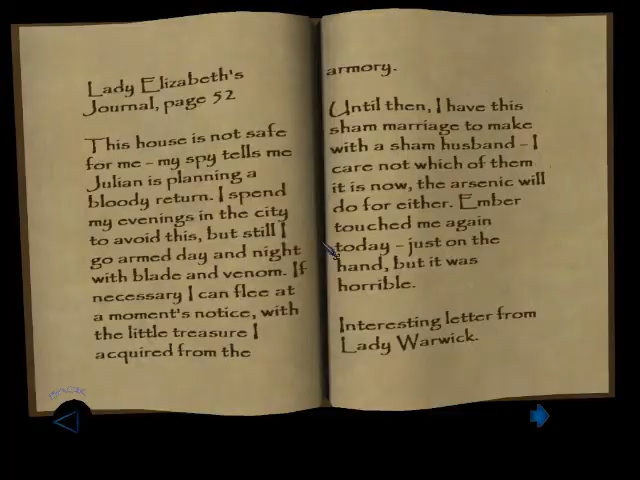 Lady Elizabeth's
Journal, page 52
This house is not safe
for me - my spy tells me
Julian is planning a
bloody return. I spend
my evenings in the city
to avoid this, but still I
go armed day and night
with blade and venom. If
necessary I can flee at
a moment's notice, with
the little treasure I
acquired from the
armory.
Until then, I have this
sham marriage to make
with a sham husband - I
care not which of them
it is now, the arsenic will
do for either. Ember
touched me again
today - just on the
hand, but it was
horrible.
Interesting letter from
Lady Warwick.